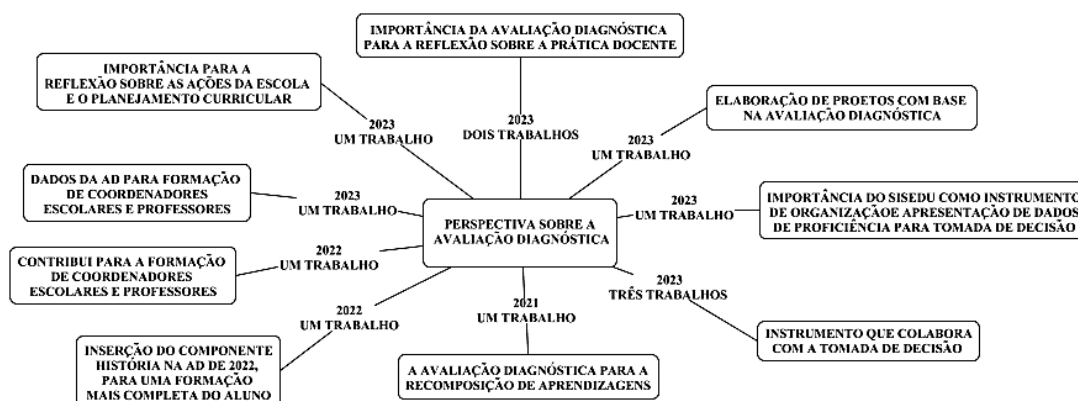 IMPORTÂNCIA DA AVALIAÇÃO DIAGNÓSTICA
PARA A REFLEXÃO SOBRE A PRÁTICA DOCENTE
IMPORTÂNCIA PARA A
REFLEXÃO SOBRE AS AÇÕES DA ESCOLA
E O PLANEJAMENTO CURRICULAR
ELABORAÇÃO DE PROETOS COM BASE
NA AVALIAÇÃO DIAGNÓSTICA
2023
UM TRABALHO
2023
DOIS TRABALHOS
2023
UM TRABALHO
DADOS DA AD PARA FORMAÇÃO
DE COORDENADORES
ESCOLARES E PROFESSORES
2023
UM TRABALHO
PERSPECTIVA SOBRE A
AVALIAÇÃO DIAGNÓSTICA
2023
UM TRABALHO
IMPORTÂNCIA DO SISEDU COMO INSTRUMENTO
DE ORGANIZAÇÃOE APRESENTAÇÃO DE DADOS
DE PROFICIÊNCIA PARA TOMADA DE DECISÃO
CONTRIBUI PARA A FORMAÇÃO
DE COORDENADORES
ESCOLARES E PROFESSORES
2022
UM TRABALHO
2022
UM TRABALHO
2021
UM TRABALHO
2023
TRÊS TRABALHOS
INSERÇÃO DO COMPONENTE
HISTÓRIA NA AD DE 2022,
PARA UMA FORMAÇÃO
MAIS COMPLETA DO ALUNO
A AVALIAÇÃO DIAGNÓSTICA PARA A
RECOMPOSIÇÃO DE APRENDIZAGENS
INSTRUMENTO QUE COLABORA
COM A TOMADA DE DECISÃO